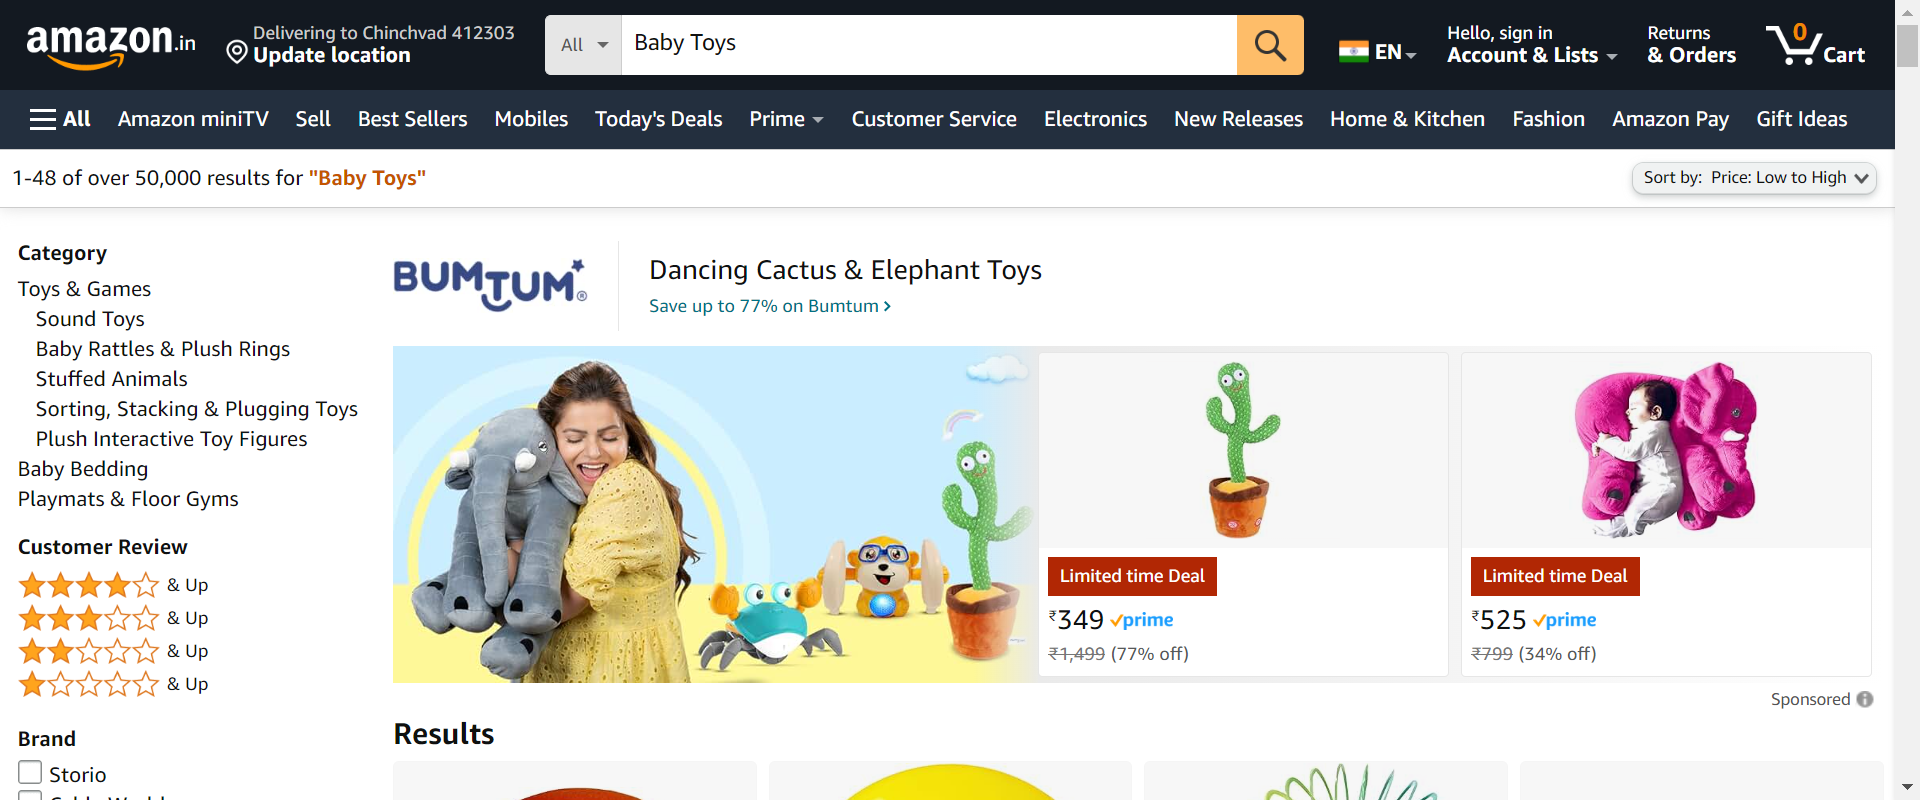 amazon.in
Delivering to Chinchvad 412303
Update location
All
Baby Toys
EN
Hello, sign in
Account & Lists
Returns
& Orders
0
Cart
All
Amazon miniTV
Sell
Best Sellers
Mobiles
Today's Deals
Prime
Customer Service
Electronics
New Releases
Home & Kitchen
Fashion
Amazon Pay
Gift Ideas
1-48 of over 50,000 results for "Baby Toys"
Sort by: Price: Low to High
Category
Toys & Games
Sound Toys
Baby Rattles & Plush Rings
Stuffed Animals
Sorting, Stacking & Plugging Toys
Plush Interactive Toy Figures
Baby Bedding
Playmats & Floor Gyms
Customer Review
& Up
& Up
& Up
& Up
Brand
Storio
BUMTUM®
Dancing Cactus & Elephant Toys
Save up to 77% on Bumtum
Limited time Deal
₹349 prime
₹1,499 (77% off)
Limited time Deal
₹525 prime
₹799 (34% off)
Sponsored
Results